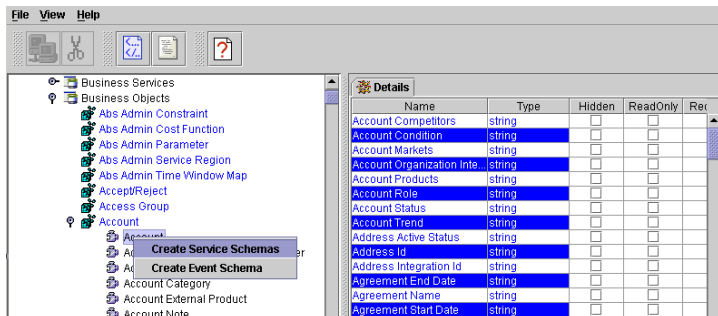 File View Help
Business Services
Business Objects
Abs Admin Constraint
Abs Admin Cost Function
Abs Admin Parameter
Abs Admin Service Region
Abs Admin Time Window Map
Accept/Reject
Access Group
Account
Create Service Schemas
Create Event Schema
Account Category
Account External Product
Account Note
Details
Name Type Hidden ReadOnly
Account Competitors string
Account Condition string
Account Markets string
Account Organization Inte... string
Account Products string
Account Role string
Account Status string
Account Trend string
Address Active Status string
Address Id string
Address Integration Id string
Agreement End Date string
Agreement Name string
Agreement Start Date string